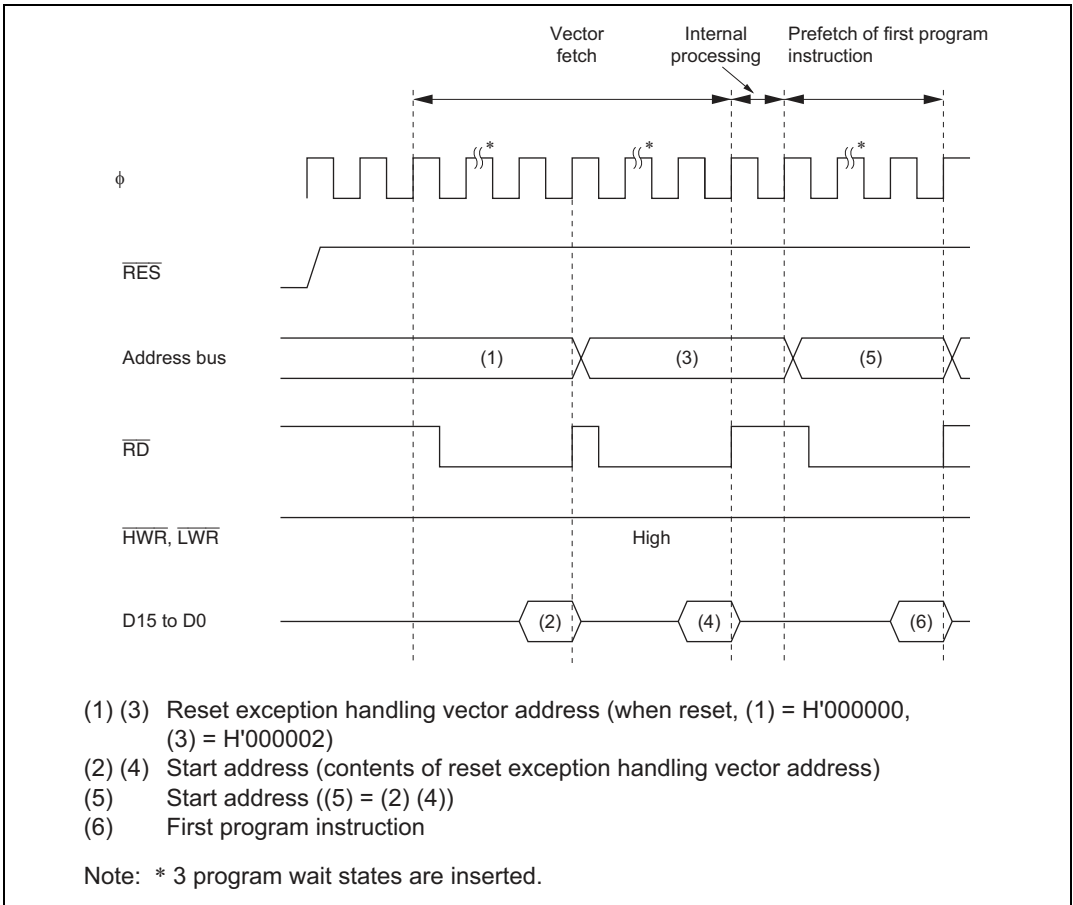 Vector
fetch
Internal
processing
Prefetch of first program
instruction
*
*
*
ϕ
RES
Address bus
(1)
(3)
(5)
RD
HWR, LWR
High
D15 to D0
(2)
(4)
(6)
(1) (3) Reset exception handling vector address (when reset, (1) = H'000000,
(3) = H'000002)
(2) (4) Start address (contents of reset exception handling vector address)
(5) Start address ((5) = (2) (4))
(6) First program instruction
Note: * 3 program wait states are inserted.